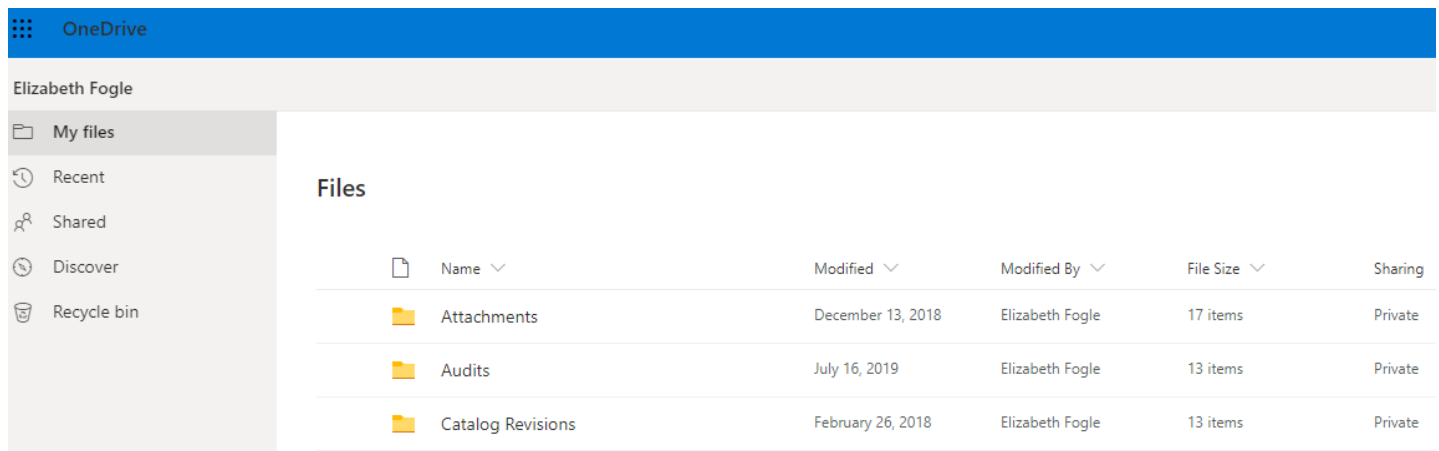 OneDrive
Elizabeth Fogle
My files
Recent
Shared
Discover
Recycle bin
Files
Name Modified Modified By File Size Sharing
Attachments December 13, 2018 Elizabeth Fogle 17 items Private
Audits July 16, 2019 Elizabeth Fogle 13 items Private
Catalog Revisions February 26, 2018 Elizabeth Fogle 13 items Private